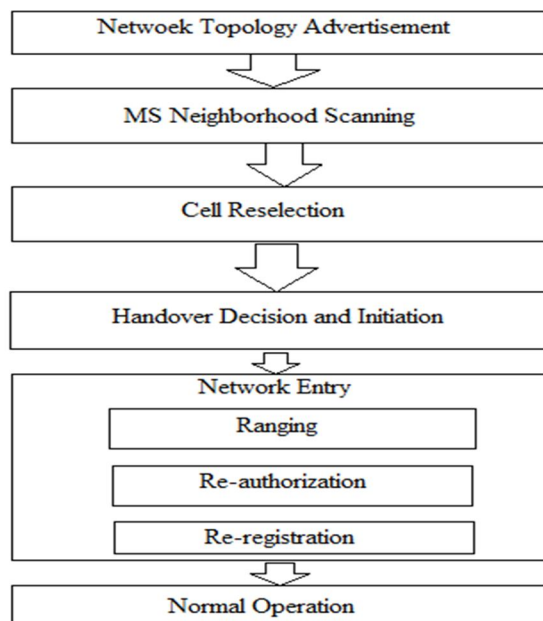 Netwoek Topology Advertisement
MS Neighborhood Scanning
Cell Reselection
Handover Decision and Initiation
Network Entry
Ranging
Re-authorization
Re-registration
Normal Operation